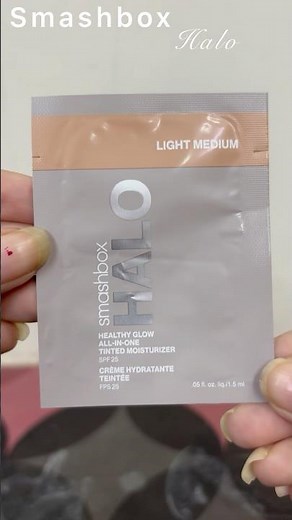 Smashbox
Halo
LIGHT MEDIUM
smashbox
HALO
HEALTHY GLOW
ALL-IN-ONE
TINTED MOISTURIZER
SPF 25
CRÈME HYDRATANTE
TEINTÉE
FPS 25
.05 fl. oz. liq./1.5 ml